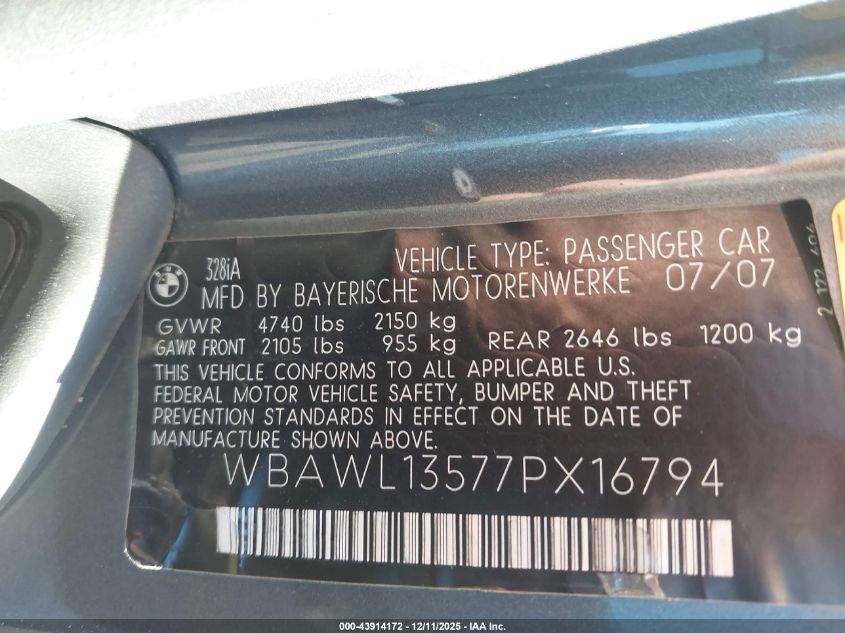 328iA VEHICLE TYPE: PASSENGER CAR
MFD BY BAYERISCHE MOTORENWERKE 07/07
GVWR 4740 lbs 2150 kg
GAWR FRONT 2105 lbs 955 kg REAR 2646 lbs 1200 kg
THIS VEHICLE CONFORMS TO ALL APPLICABLE U.S.
FEDERAL MOTOR VEHICLE SAFETY, BUMPER AND THEFT
PREVENTION STANDARDS IN EFFECT ON THE DATE OF
MANUFACTURE SHOWN ABOVE.
WBAWL13577PX16794
000-43914172 - 12/11/2025 - IAA Inc.